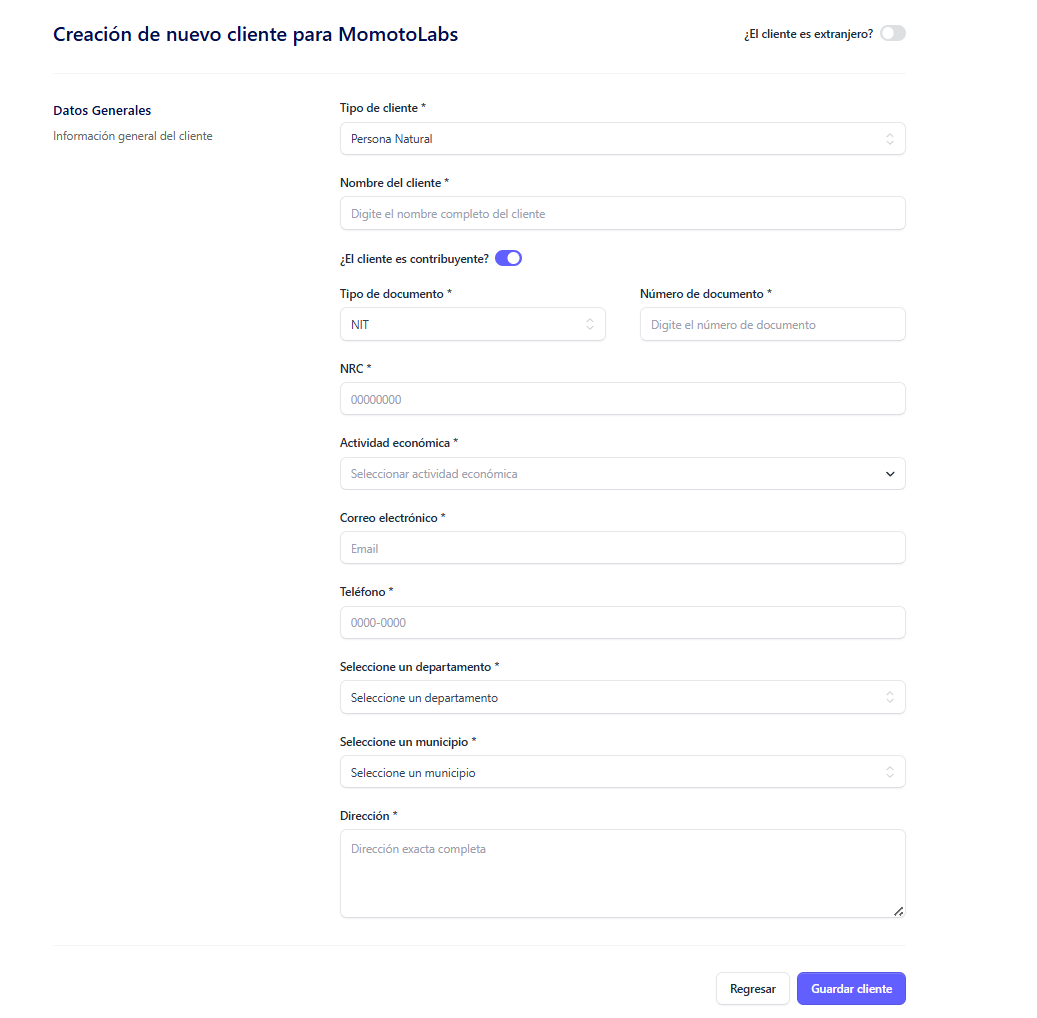 Creación de nuevo cliente para MomotoLabs
¿El cliente es extranjero?
Datos Generales
Información general del cliente
Tipo de cliente *
Persona Natural
Nombre del cliente *
Digite el nombre completo del cliente
¿El cliente es contribuyente?
Tipo de documento *
Número de documento *
NIT
Digite el número de documento
NRC *
00000000
Actividad económica *
Seleccionar actividad económica
Correo electrónico *
Email
Teléfono *
0000-0000
Seleccione un departamento *
Seleccione un departamento
Seleccione un municipio *
Seleccione un municipio
Dirección *
Dirección exacta completa
Regresar
Guardar cliente